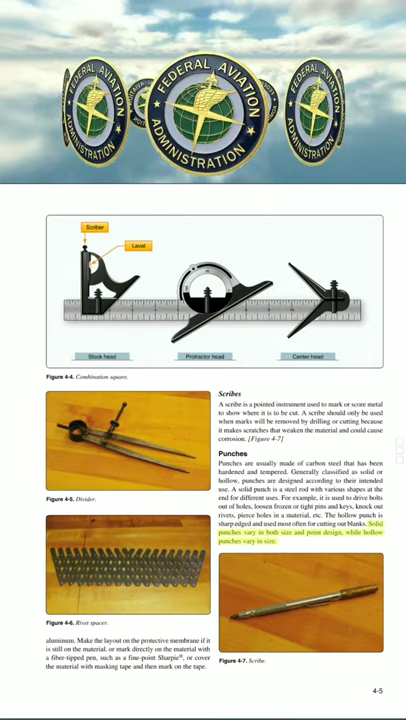 FEDERAL AVIATION
ADMINISTRATION
FEDERAL AVIATION
ADMINISTRATION
FEDERAL AVIATION
ADMINISTRATION
Scriber
Level
Stock head
Protractor head
Center head
Figure 4-4. Combination square.
Figure 4-5. Divider.
Figure 4-6. Rivet spacer.
aluminum. Make the layout on the protective membrane if it
is still on the material, or mark directly on the material with
a fiber-tipped pen, such as a fine-point Sharpie®, or cover
the material with masking tape and then mark on the tape.
Scribes
A scribe is a pointed instrument used to mark or score metal
to show where it is to be cut. A scribe should only be used
when marks will be removed by drilling or cutting because
it makes scratches that weaken the material and could cause
corrosion. [Figure 4-7]
Punches
Punches are usually made of carbon steel that has been
hardened and tempered. Generally classified as solid or
hollow, punches are designed according to their intended
use. A solid punch is a steel rod with various shapes at the
end for different uses. For example, it is used to drive bolts
out of holes, loosen frozen or tight pins and keys, knock out
rivets, pierce holes in a material, etc. The hollow punch is
sharp edged and used most often for cutting out blanks. Solid
punches vary in both size and point design, while hollow
punches vary in size.
Figure 4-7. Scribe.
4-5